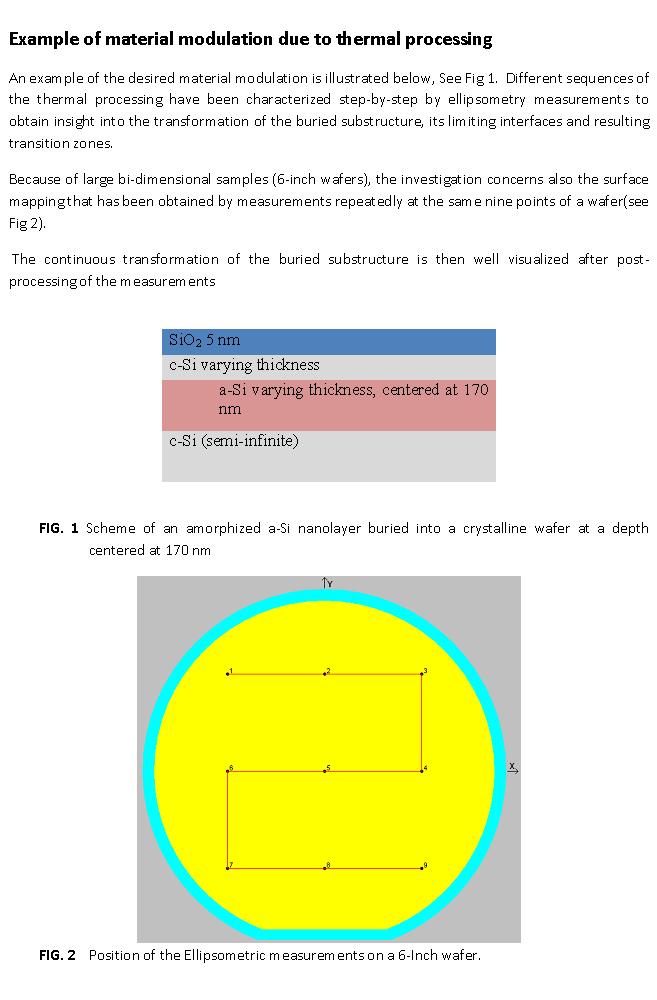 Example of material modulation due to thermal processing
An example of the desired material modulation is illustrated below, See Fig 1. Different sequences of
the thermal processing have been characterized step-by-step by ellipsometry measurements to
obtain insight into the transformation of the buried substructure, its limiting interfaces and resulting
transition zones.
Because of large bi-dimensional samples (6-inch wafers), the investigation concerns also the surface
mapping that has been obtained by measurements repeatedly at the same nine points of a wafer(see
Fig 2).
The continuous transformation of the buried substructure is then well visualized after post-
processing of the measurements
SiO₂ 5 nm
c-Si varying thickness
a-Si varying thickness, centered at 170
nm
c-Si (semi-infinite)
FIG. 1 Scheme of an amorphized a-Si nanolayer buried into a crystalline wafer at a depth
centered at 170 nm
Y
1 2 3
6 5 4 X
7 8 9
FIG. 2 Position of the Ellipsometric measurements on a 6-Inch wafer.